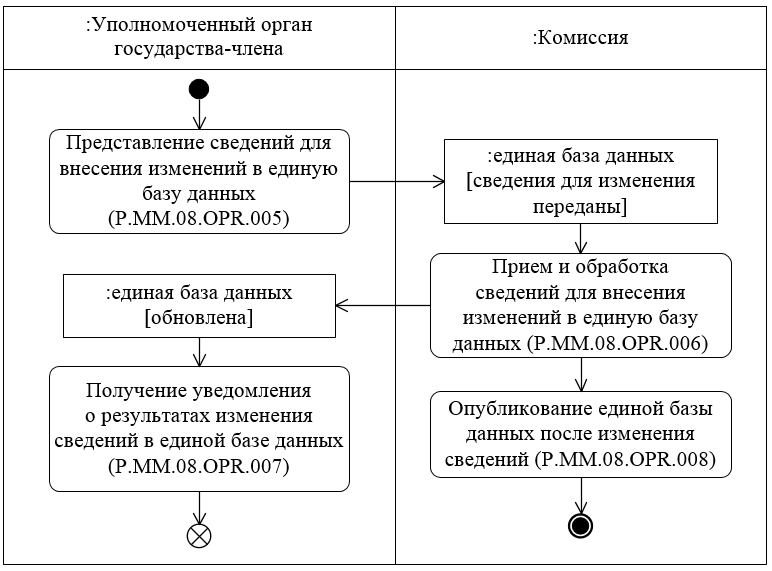 :Уполномоченный орган
государства-члена
:Комиссия
Представление сведений для
внесения изменений в единую
базу данных
(P.MM.08.OPR.005)
:единая база данных
[сведения для изменения
переданы]
Прием и обработка
сведений для внесения
изменений в единую базу
данных (P.MM.08.OPR.006)
:единая база данных
[обновлена]
Получение уведомления
о результатах изменения
сведений в единой базе данных
(P.MM.08.OPR.007)
Опубликование единой базы
данных после изменения
сведений (P.MM.08.OPR.008)